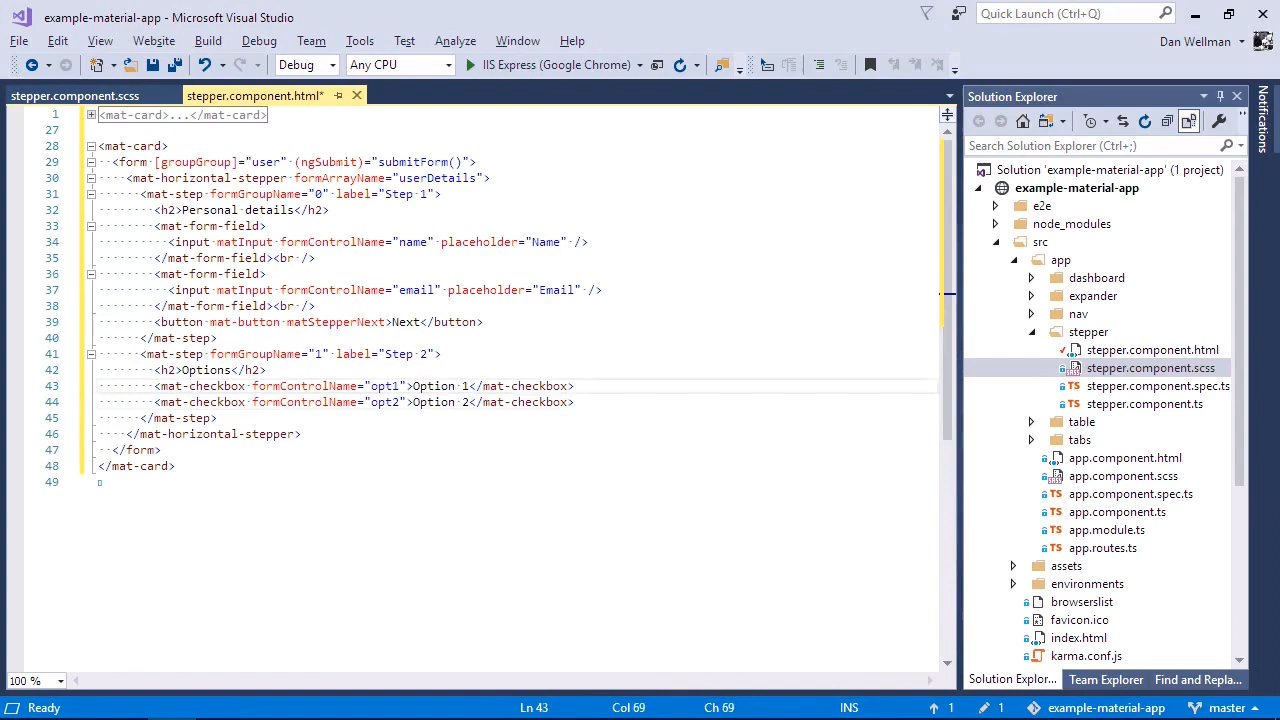 example-material-app - Microsoft Visual Studio
Quick Launch (Ctrl+Q)
File Edit View Website Build Debug Team Tools Test Analyze Window Help
Dan Wellman
Debug Any CPU IIS Express (Google Chrome)
stepper.component.scss stepper.component.html*
1 <mat-card>...</mat-card>
27
28 <mat-card>
29 <form [groupGroup]="user" (ngSubmit)="submitForm()">
30 <mat-horizontal-stepper formArrayName="userDetails">
31 <mat-step formGroupName="0" label="Step 1">
32 <h2>Personal details</h2>
33 <mat-form-field>
34 <input matInput formControlName="name" placeholder="Name" />
35 </mat-form-field><br />
36 <mat-form-field>
37 <input matInput formControlName="email" placeholder="Email" />
38 </mat-form-field><br />
39 <button mat-button matStepperNext>Next</button>
40 </mat-step>
41 <mat-step formGroupName="1" label="Step 2">
42 <h2>Options</h2>
43 <mat-checkbox formControlName="opt1">Option 1</mat-checkbox>
44 <mat-checkbox formControlName="opt2">Option 2</mat-checkbox>
45 </mat-step>
46 </mat-horizontal-stepper>
47 </form>
48 </mat-card>
49
100 %
Solution Explorer
Search Solution Explorer (Ctrl+;)
Solution 'example-material-app' (1 project)
example-material-app
e2e
node_modules
src
app
dashboard
expander
nav
stepper
stepper.component.html
stepper.component.scss
stepper.component.spec.ts
TS stepper.component.ts
table
tabs
app.component.html
app.component.scss
TS app.component.spec.ts
TS app.component.ts
TS app.module.ts
TS app.routes.ts
assets
environments
browserslist
favicon.ico
index.html
karma.conf.js
Solution Explor... Team Explorer Find and Repla...
Notifications
Ready Ln 43 Col 69 Ch 69 INS 1 1 example-material-app master